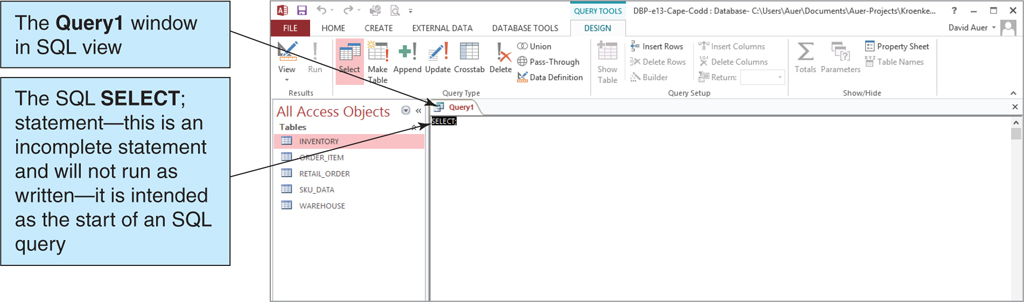 The Query1 window
in SQL view
The SQL SELECT;
statement—this is an
incomplete statement
and will not run as
written—it is intended
as the start of an SQL
query
QUERY TOOLS
DBP-e13-Cape-Codd : Database- C:\Users\Auer\Documents\Auer-Projects\Kroenke...
FILE HOME CREATE EXTERNAL DATA DATABASE TOOLS DESIGN David Auer
View Run
Results
Select Make Table Append Update Crosstab Delete
Union
Pass-Through
Data Definition
Query Type
Show Table
Insert Rows
Delete Rows
Builder
Insert Columns
Delete Columns
Return:
Query Setup
Totals Parameters
Property Sheet
Table Names
Show/Hide
All Access Objects
Tables
INVENTORY
ORDER_ITEM
RETAIL_ORDER
SKU_DATA
WAREHOUSE
Query1
SELECT;